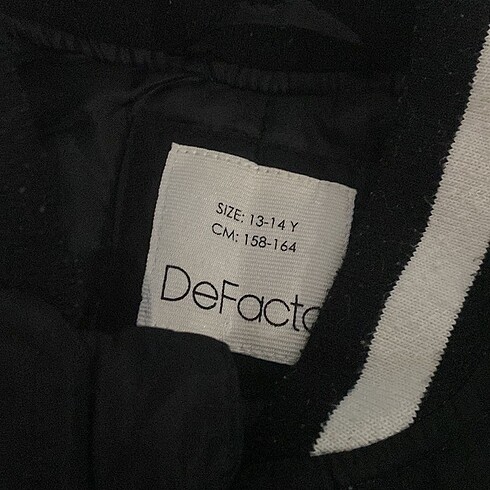 SIZE: 13-14 Y
CM: 158-164
DeFacto